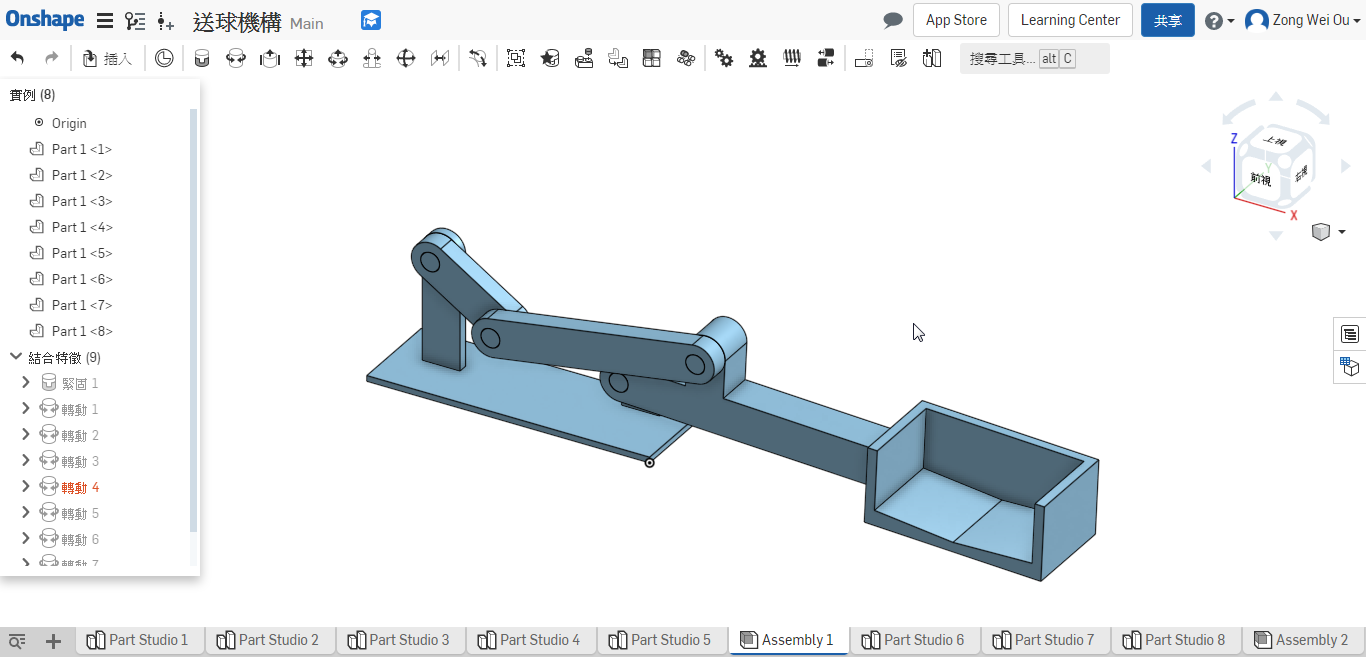 Onshape 送球機構 Main App Store Learning Center 共享 ? Zong Wei Ou
插入 搜尋工具... alt C
實例 (8)
Origin
Part 1 <1>
Part 1 <2>
Part 1 <3>
Part 1 <4>
Part 1 <5>
Part 1 <6>
Part 1 <7>
Part 1 <8>
結合特徵 (9)
緊固 1
轉動 1
轉動 2
轉動 3
轉動 4
轉動 5
轉動 6
轉動 7
Z
上視
Y
前視
右視
X
Part Studio 1 Part Studio 2 Part Studio 3 Part Studio 4 Part Studio 5 Assembly 1 Part Studio 6 Part Studio 7 Part Studio 8 Assembly 2